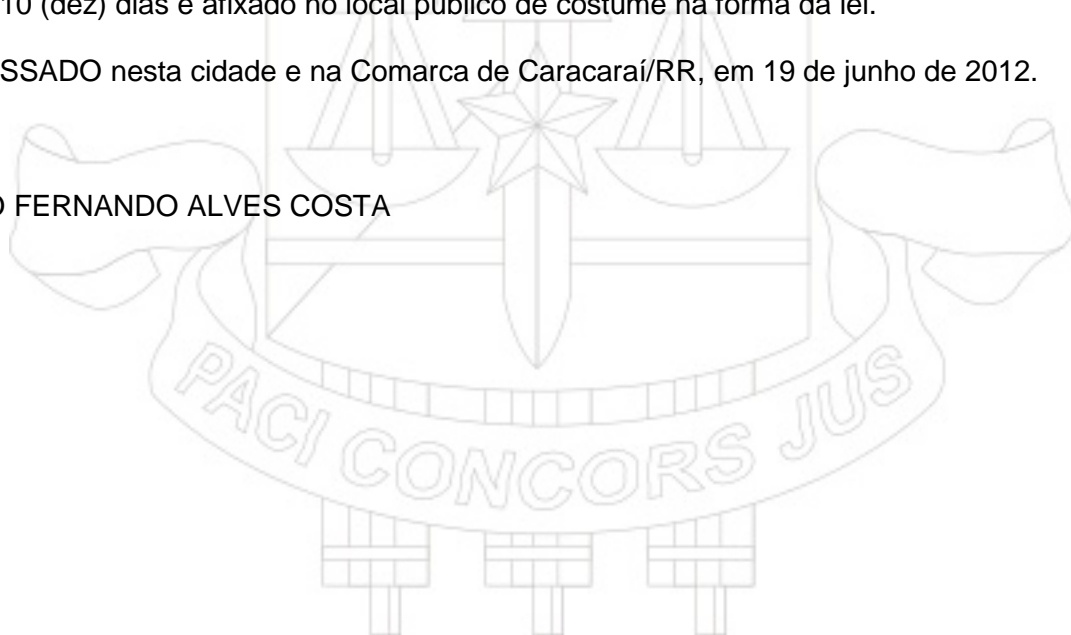 10 (dez) dias e afixado no local público de costume na forma da lei.
SSADO nesta cidade e na Comarca de Caracaraí/RR, em 19 de junho de 2012.
O FERNANDO ALVES COSTA
PACI CONCORS JUS